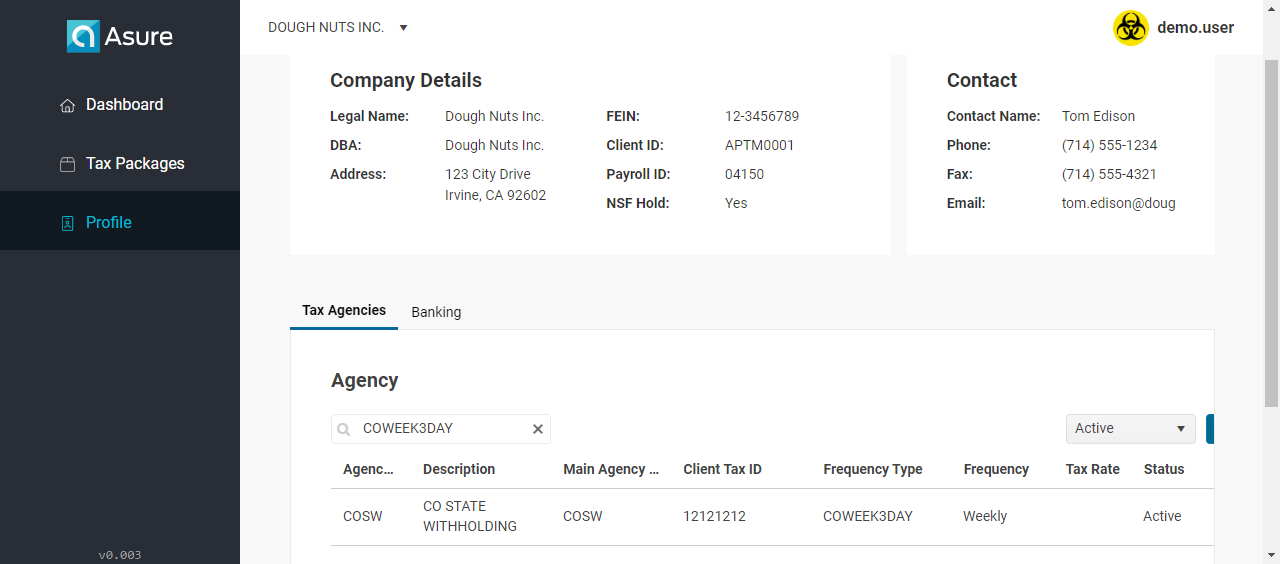 Asure
DOUGH NUTS INC.
demo.user
Dashboard
Tax Packages
Profile
v0.003
Company Details
Legal Name: Dough Nuts Inc.
DBA: Dough Nuts Inc.
Address: 123 City Drive
Irvine, CA 92602
FEIN: 12-3456789
Client ID: APTM0001
Payroll ID: 04150
NSF Hold: Yes
Contact
Contact Name: Tom Edison
Phone: (714) 555-1234
Fax: (714) 555-4321
Email: tom.edison@doug
Tax Agencies Banking
Agency
COWEEK3DAY
Active
Agenc... Description Main Agency ... Client Tax ID Frequency Type Frequency Tax Rate Status
COSW CO STATE WITHHOLDING COSW 12121212 COWEEK3DAY Weekly Active